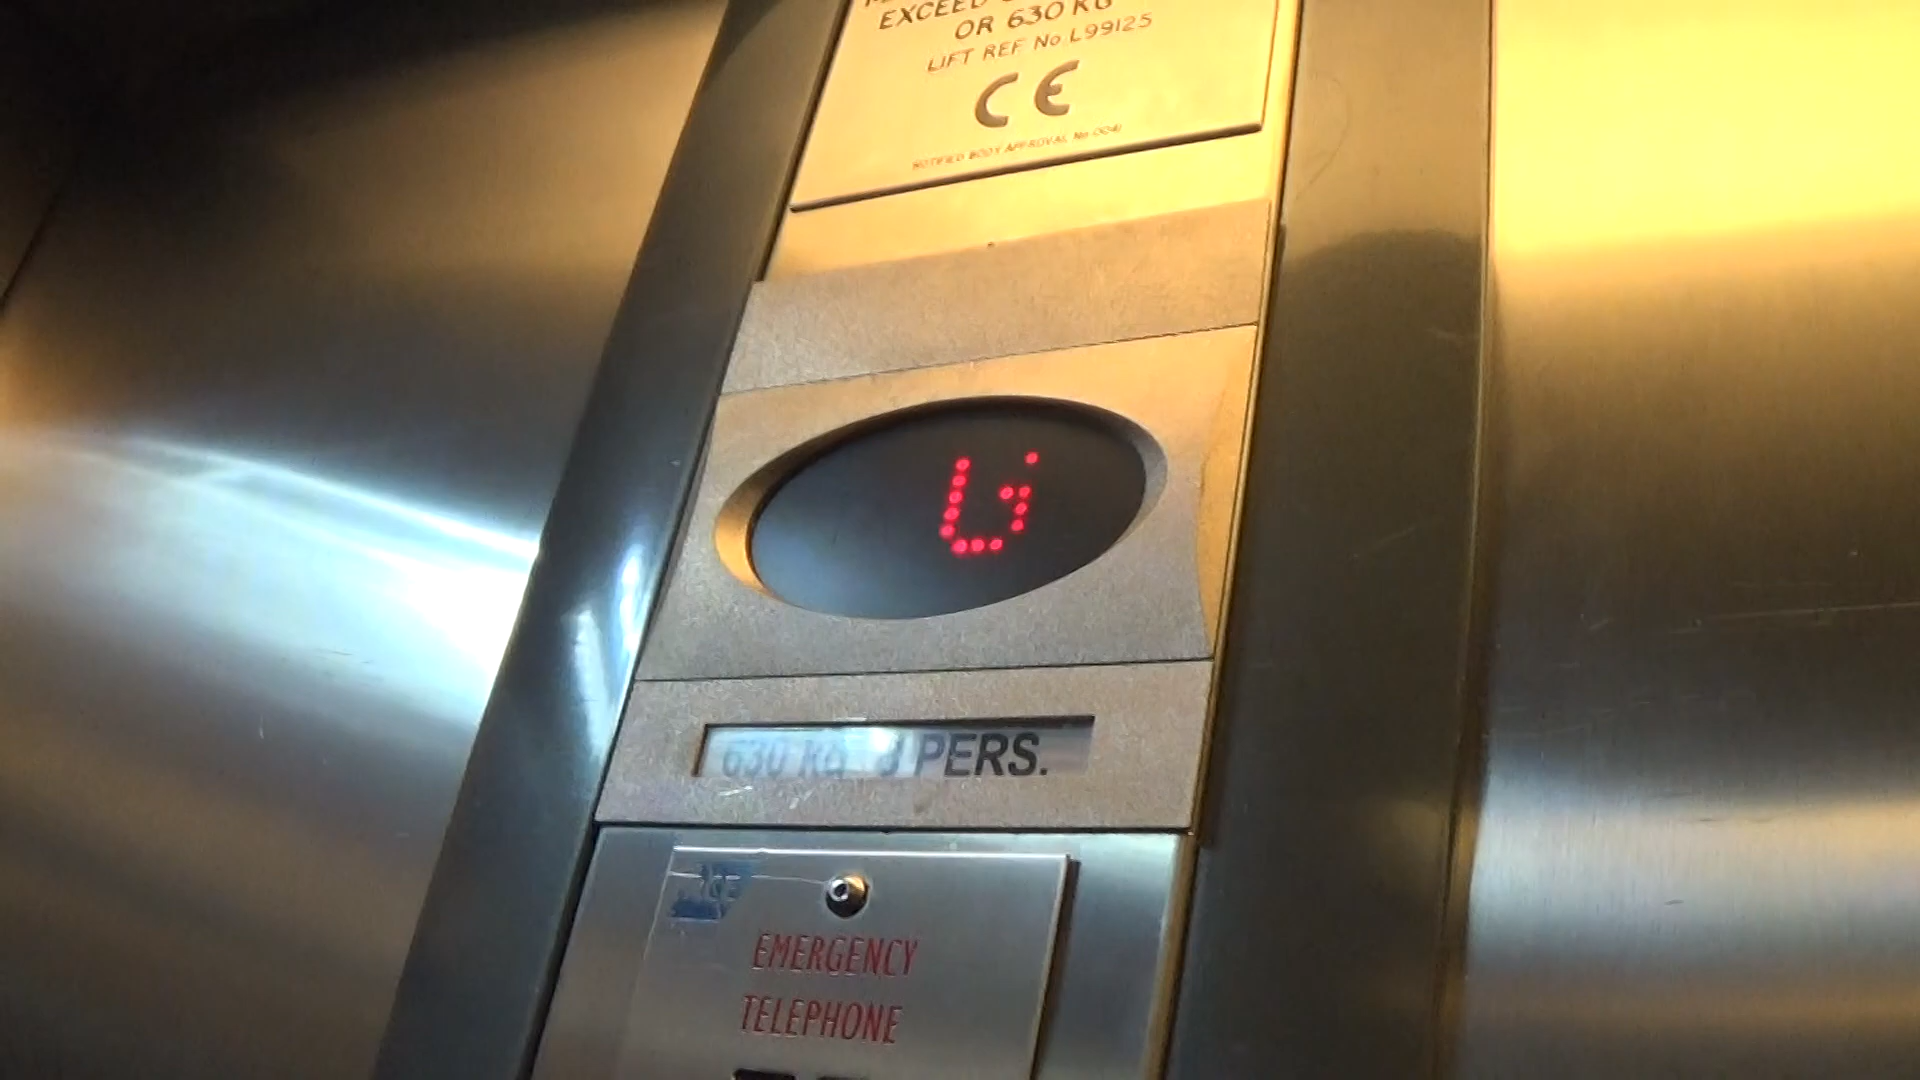 EXCEED
OR 630 KG
LIFT REF No L99125
CE
NOTIFIED BODY APPROVAL No 0041
G
630 KG 8 PERS.
EMERGENCY
TELEPHONE